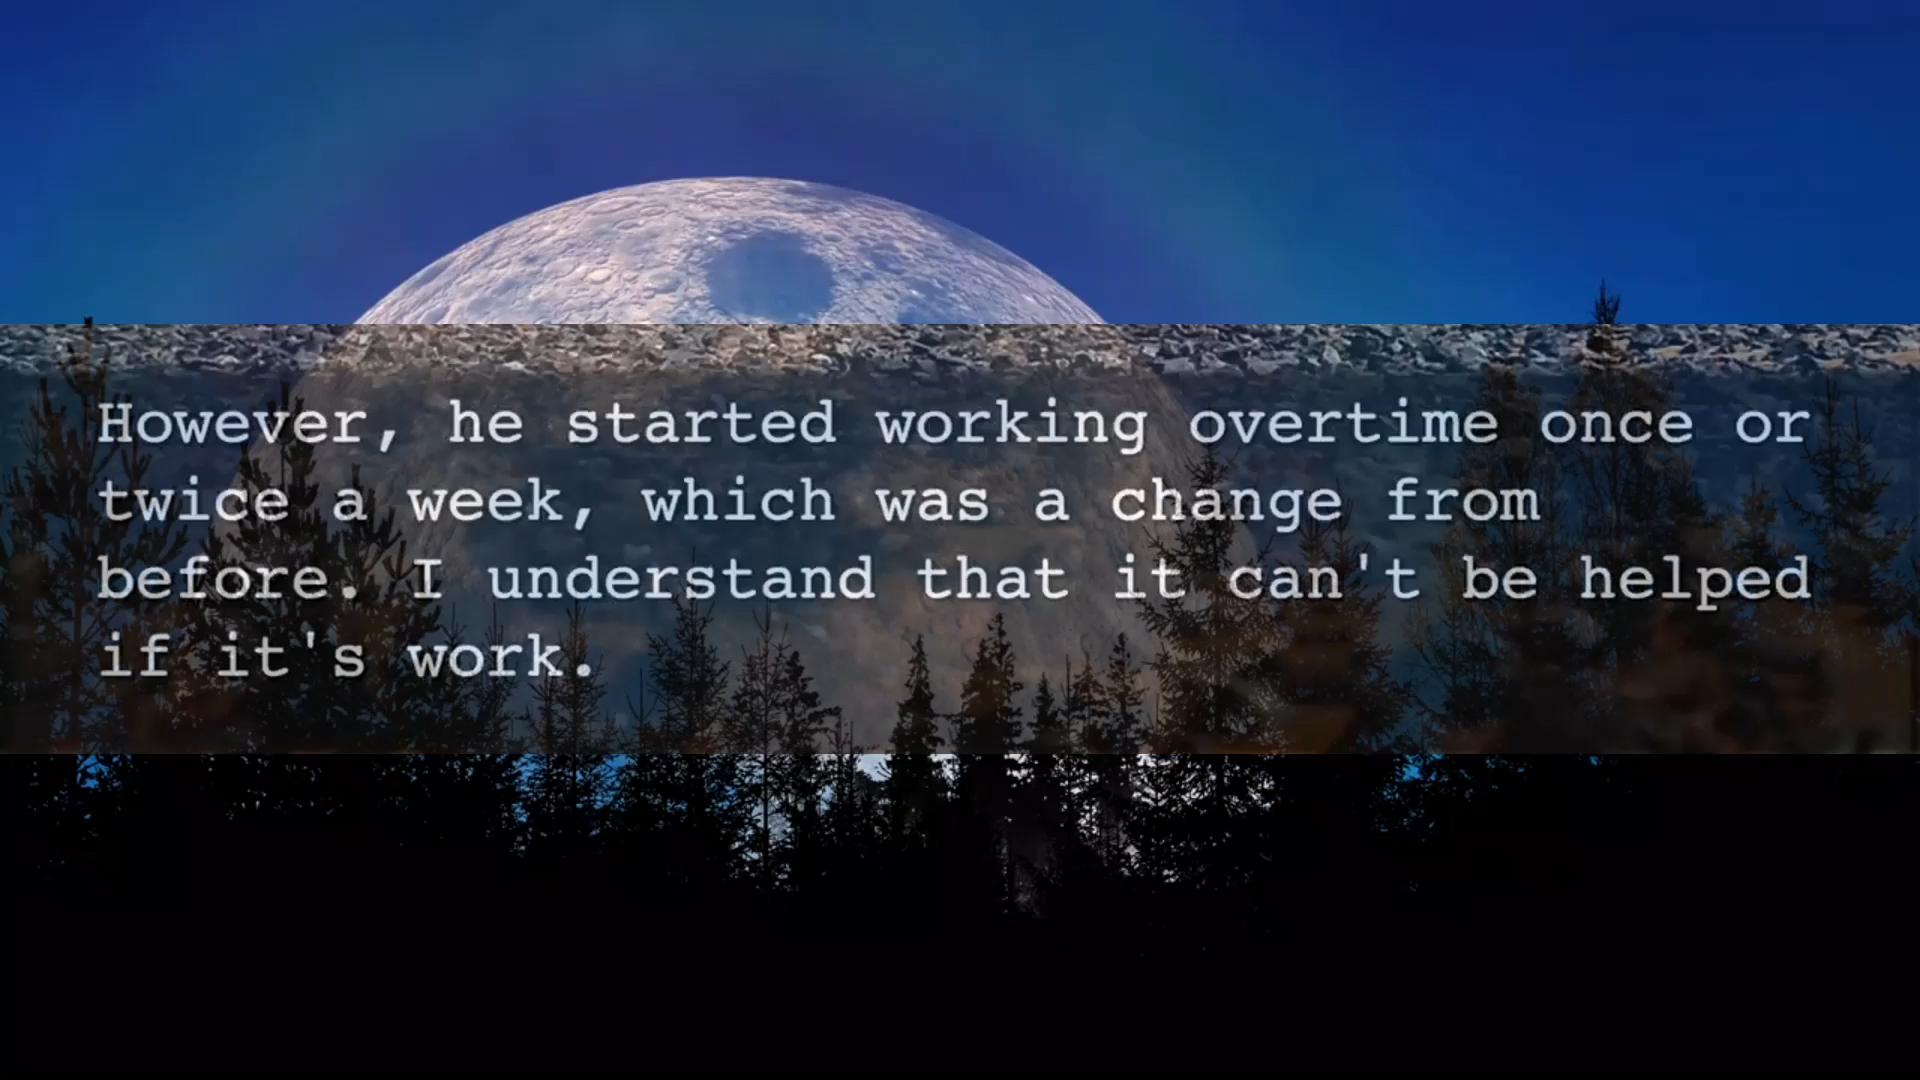 However, he started working overtime once or
twice a week, which was a change from
before. I understand that it can't be helped
if it's work.